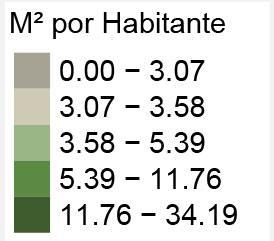 M² por Habitante
0.00 − 3.07
3.07 − 3.58
3.58 − 5.39
5.39 − 11.76
11.76 − 34.19